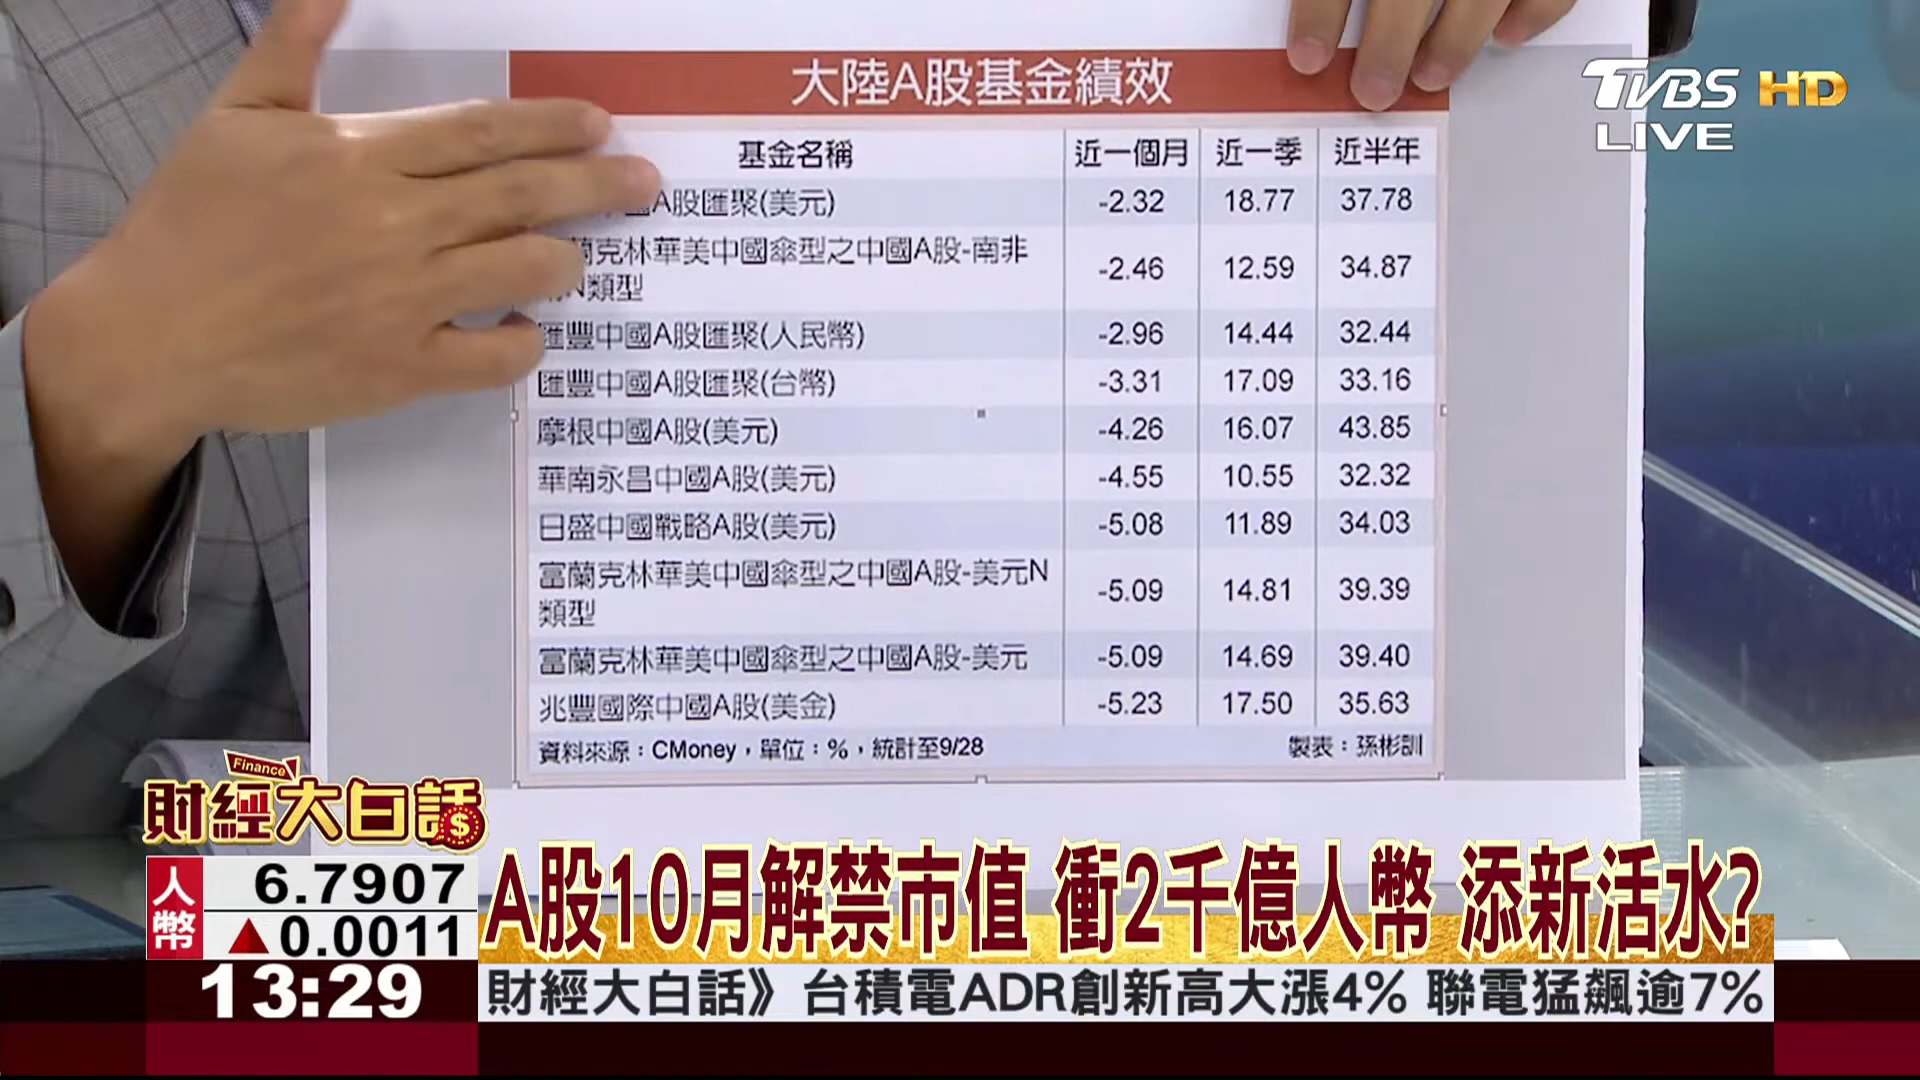 大陸A股基金績效
TVBS HD
LIVE
基金名稱 近一個月 近一季 近半年
A股匯聚(美元) -2.32 18.77 37.78
克林華美中國傘型之中國A股-南非
N類型 -2.46 12.59 34.87
匯豐中國A股匯聚(人民幣) -2.96 14.44 32.44
匯豐中國A股匯聚(台幣) -3.31 17.09 33.16
摩根中國A股(美元) -4.26 16.07 43.85
華南永昌中國A股(美元) -4.55 10.55 32.32
日盛中國戰略A股(美元) -5.08 11.89 34.03
富蘭克林華美中國傘型之中國A股-美元N
類型 -5.09 14.81 39.39
富蘭克林華美中國傘型之中國A股-美元 -5.09 14.69 39.40
兆豐國際中國A股(美金) -5.23 17.50 35.63
資料來源：CMoney，單位：%，統計至9/28 製表：孫彬訓
Finance
財經大白話
人幣 6.7907
▲0.0011
A股10月解禁市值 衝2千億人幣 添新活水?
13:29
財經大白話》台積電ADR創新高大漲4% 聯電猛飆逾7%